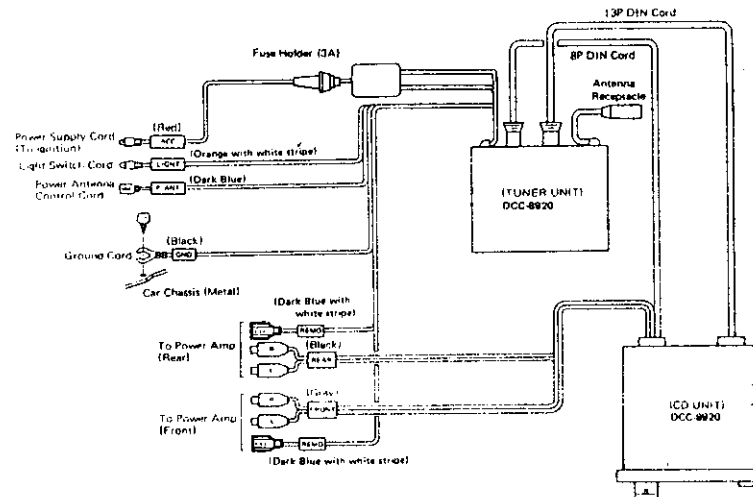 13P DIN Cord
Fuse Holder (3A)
8P DIN Cord
Antenna
Receptacle
(Red)
Power Supply Cord
(To ignition)
ACC
(Orange with white stripe)
Light Switch Cord
LIGHT
(Dark Blue)
Power Antenna
Control Cord
P.ANT
(TUNER UNIT)
DCC-8920
(Black)
Ground Cord
GND
Car Chassis (Metal)
(Dark Blue with
white stripe)
REMO
To Power Amp
(Rear)
R
(Black)
REAR
L
(Gray)
R
FRONT
To Power Amp
(Front)
L
(CD UNIT)
DCC-8920
REMO
(Dark Blue with white stripe)